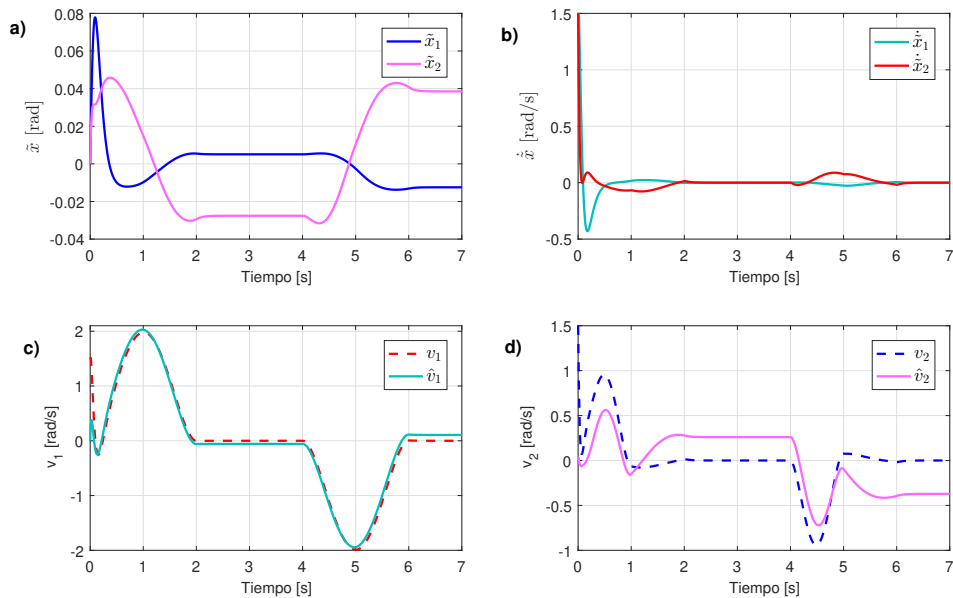 a)
0.08
0.06
0.04
0.02
0
-0.02
-0.04
x̃ [rad]
x̃₁
x̃₂
0 1 2 3 4 5 6 7
Tiempo [s]
b)
1.5
1
0.5
0
-0.5
ẋ̃ [rad/s]
ẋ̃₁
ẋ̃₂
0 1 2 3 4 5 6 7
Tiempo [s]
c)
2
1
0
-1
-2
v₁ [rad/s]
v₁
v̂₁
0 1 2 3 4 5 6 7
Tiempo [s]
d)
1.5
1
0.5
0
-0.5
-1
v₂ [rad/s]
v₂
v̂₂
0 1 2 3 4 5 6 7
Tiempo [s]